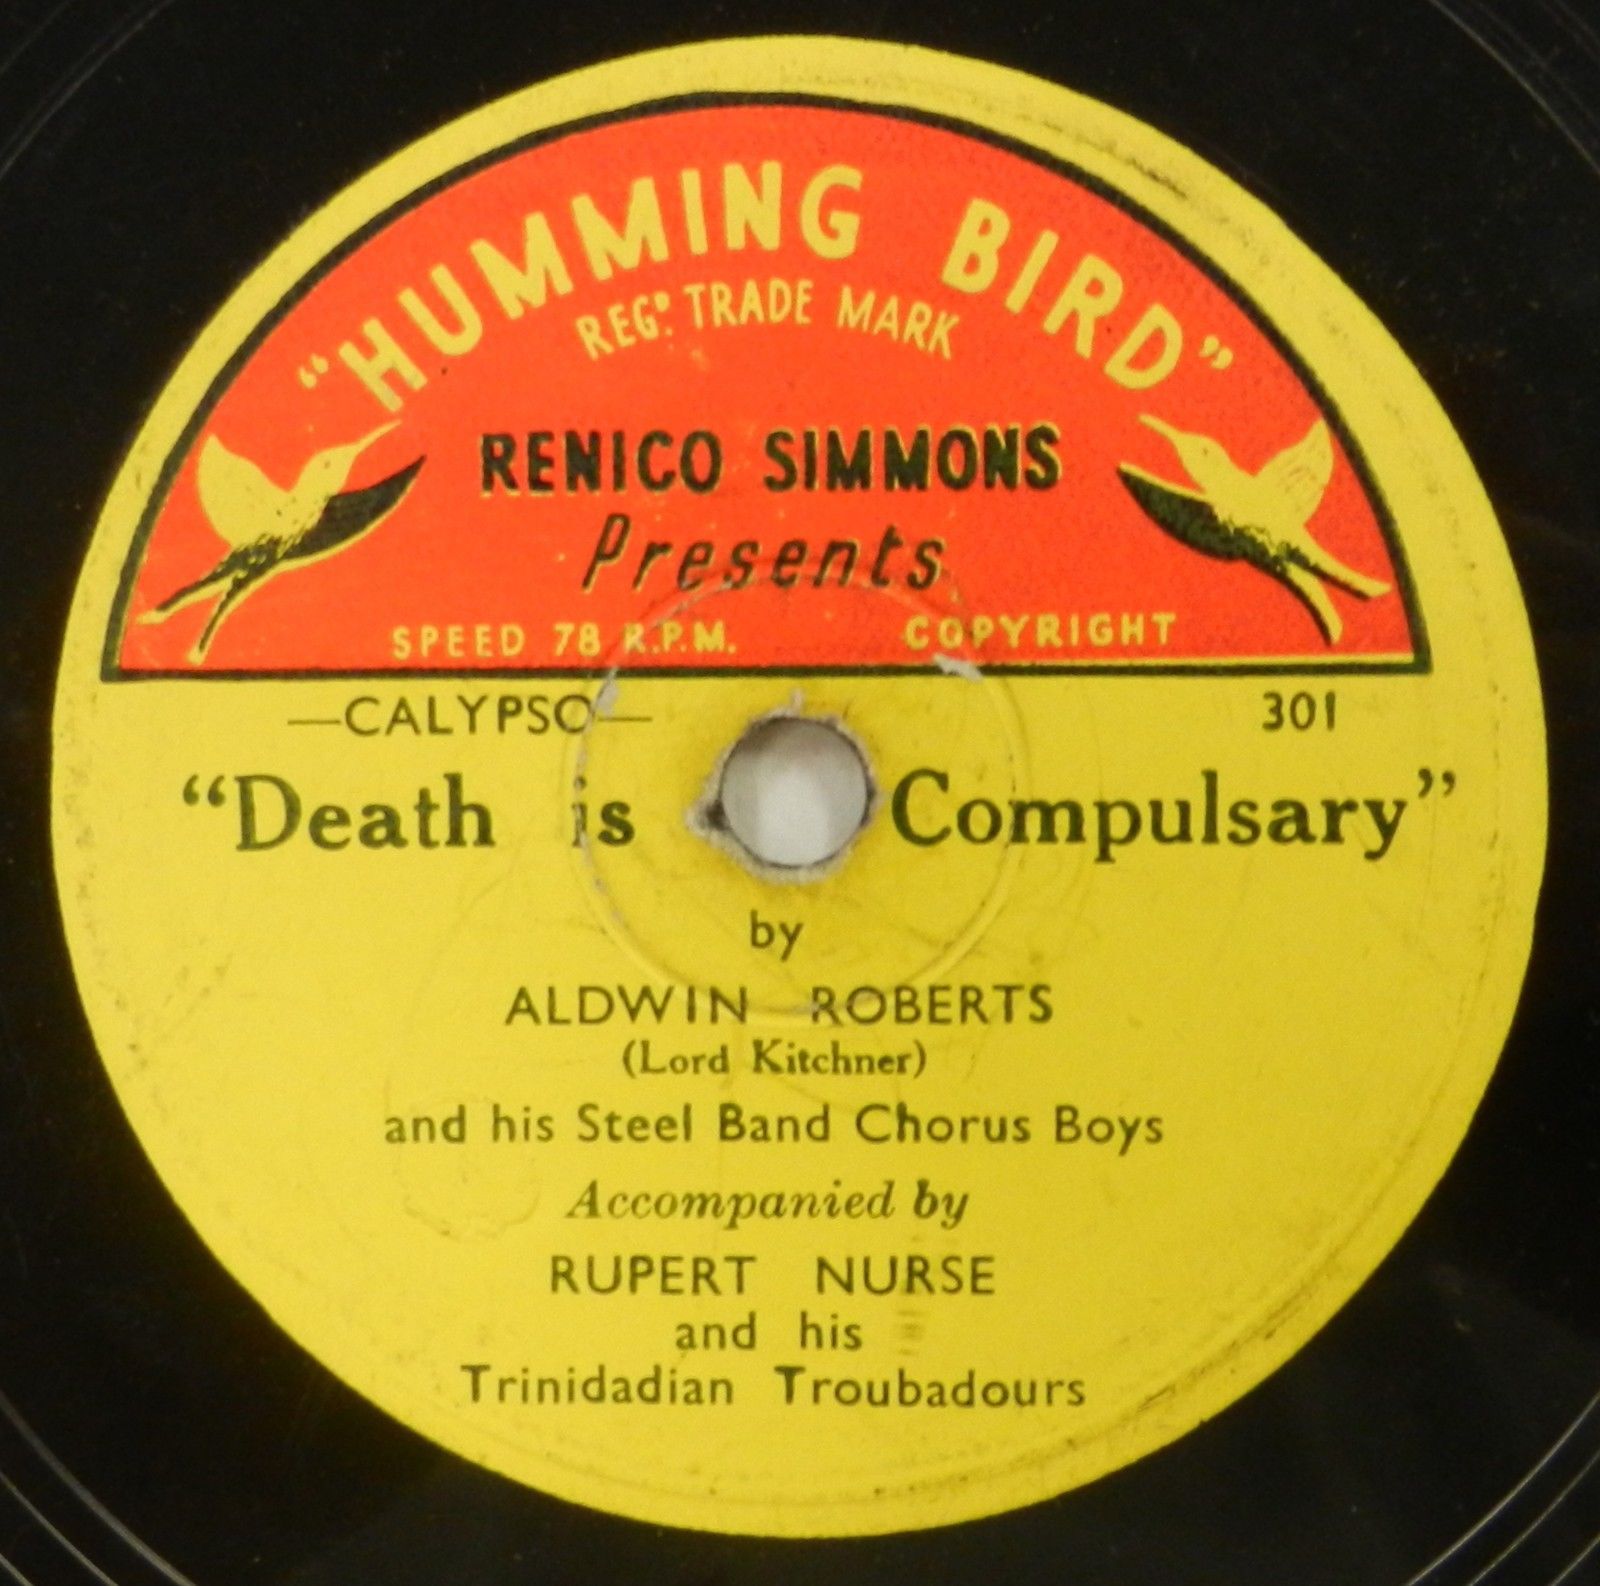 "HUMMING BIRD"
REGD. TRADE MARK
RENICO SIMMONS
Presents
SPEED 78 R.P.M. COPYRIGHT
—CALYPSO— 301
"Death is Compulsary"
by
ALDWIN ROBERTS
(Lord Kitchner)
and his Steel Band Chorus Boys
Accompanied by
RUPERT NURSE
and his
Trinidadian Troubadours